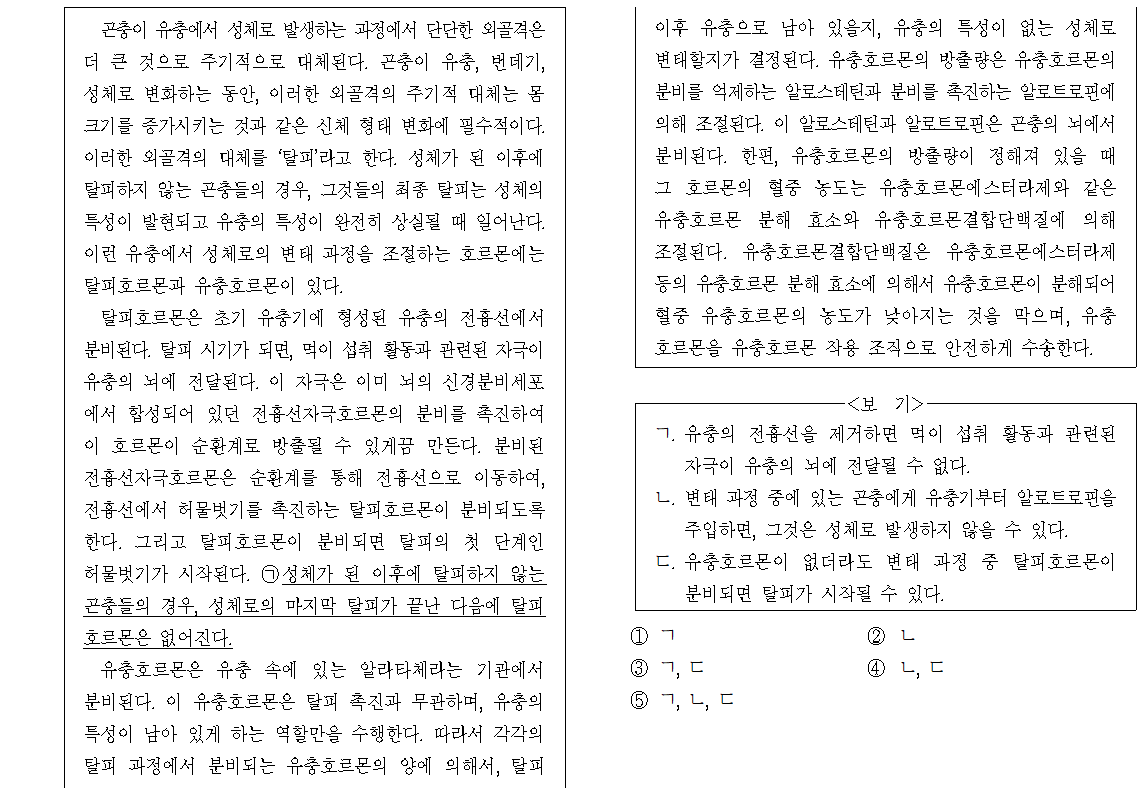 곤충이 유충에서 성체로 발생하는 과정에서 단단한 외골격은
더 큰 것으로 주기적으로 대체된다. 곤충이 유충, 번데기,
성체로 변화하는 동안, 이러한 외골격의 주기적 대체는 몸
크기를 증가시키는 것과 같은 신체 형태 변화에 필수적이다.
이러한 외골격의 대체를 ‘탈피’라고 한다. 성체가 된 이후에
탈피하지 않는 곤충들의 경우, 그것들의 최종 탈피는 성체의
특성이 발현되고 유충의 특성이 완전히 상실될 때 일어난다.
이런 유충에서 성체로의 변태 과정을 조절하는 호르몬에는
탈피호르몬과 유충호르몬이 있다.
탈피호르몬은 초기 유충기에 형성된 유충의 전흉선에서
분비된다. 탈피 시기가 되면, 먹이 섭취 활동과 관련된 자극이
유충의 뇌에 전달된다. 이 자극은 이미 뇌의 신경분비세포
에서 합성되어 있던 전흉선자극호르몬의 분비를 촉진하여
이 호르몬이 순환계로 방출될 수 있게끔 만든다. 분비된
전흉선자극호르몬은 순환계를 통해 전흉선으로 이동하여,
전흉선에서 허물벗기를 촉진하는 탈피호르몬이 분비되도록
한다. 그리고 탈피호르몬이 분비되면 탈피의 첫 단계인
허물벗기가 시작된다. ㉠성체가 된 이후에 탈피하지 않는
곤충들의 경우, 성체로의 마지막 탈피가 끝난 다음에 탈피
호르몬은 없어진다.
유충호르몬은 유충 속에 있는 알라타체라는 기관에서
분비된다. 이 유충호르몬은 탈피 촉진과 무관하며, 유충의
특성이 남아 있게 하는 역할만을 수행한다. 따라서 각각의
탈피 과정에서 분비되는 유충호르몬의 양에 의해서, 탈피
이후 유충으로 남아 있을지, 유충의 특성이 없는 성체로
변태할지가 결정된다. 유충호르몬의 방출량은 유충호르몬의
분비를 억제하는 알로스테틴과 분비를 촉진하는 알로트로핀에
의해 조절된다. 이 알로스테틴과 알로트로핀은 곤충의 뇌에서
분비된다. 한편, 유충호르몬의 방출량이 정해져 있을 때
그 호르몬의 혈중 농도는 유충호르몬에스터라제와 같은
유충호르몬 분해 효소와 유충호르몬결합단백질에 의해
조절된다. 유충호르몬결합단백질은 유충호르몬에스터라제
등의 유충호르몬 분해 효소에 의해서 유충호르몬이 분해되어
혈중 유충호르몬의 농도가 낮아지는 것을 막으며, 유충
호르몬을 유충호르몬 작용 조직으로 안전하게 수송한다.
<보 기>
ㄱ. 유충의 전흉선을 제거하면 먹이 섭취 활동과 관련된
자극이 유충의 뇌에 전달될 수 없다.
ㄴ. 변태 과정 중에 있는 곤충에게 유충기부터 알로트로핀을
주입하면, 그것은 성체로 발생하지 않을 수 있다.
ㄷ. 유충호르몬이 없더라도 변태 과정 중 탈피호르몬이
분비되면 탈피가 시작될 수 있다.
① ㄱ
② ㄴ
③ ㄱ, ㄷ
④ ㄴ, ㄷ
⑤ ㄱ, ㄴ, ㄷ